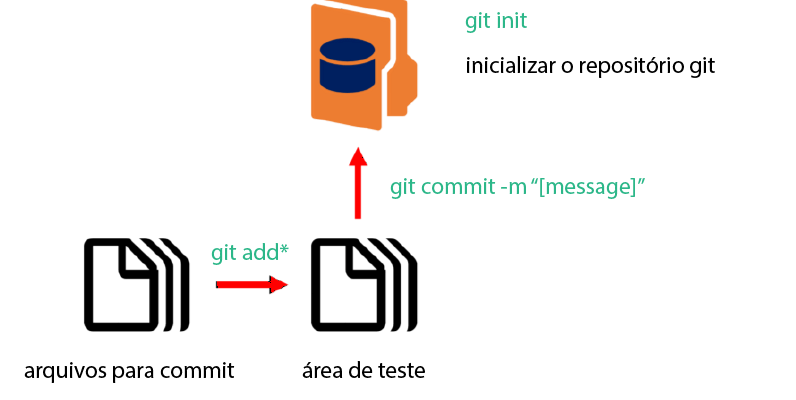 git init
inicializar o repositório git
git commit -m “[message]”
git add*
arquivos para commit
área de teste